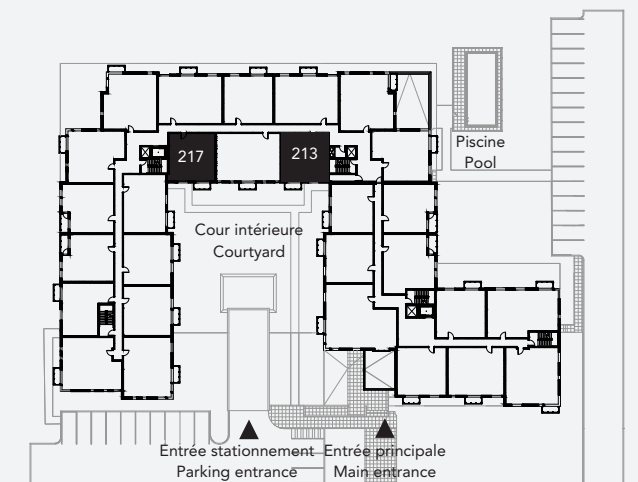 217
213
Piscine
Pool
Cour intérieure
Courtyard
Entrée stationnement
Parking entrance
Entrée principale
Main entrance